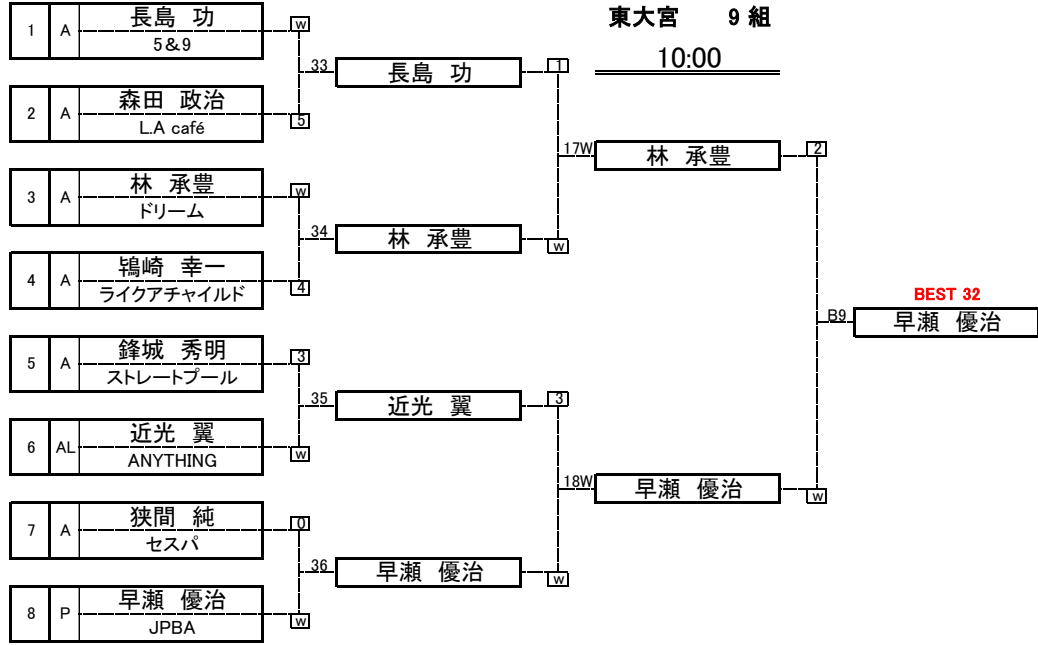 東大宮 9 組
10:00
1 A 長島 功 w
5&9
33 長島 功 1
2 A 森田 政治 5
L.A café
17W 林 承豊 2
3 A 林 承豊 w
ドリーム
34 林 承豊 w
4 A 鴇崎 幸一 4
ライクアチャイルド
BEST 32
B9 早瀬 優治
5 A 鋒城 秀明 3
ストレートプール
35 近光 翼 3
6 AL 近光 翼 w
ANYTHING
18W 早瀬 優治 w
7 A 狭間 純 0
セスパ
36 早瀬 優治 w
8 P 早瀬 優治 w
JPBA